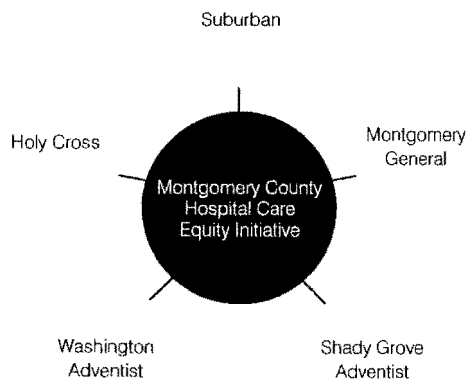 Suburban
Holy Cross
Montgomery
General
Montgomery County
Hospital Care
Equity Initiative
Washington
Adventist
Shady Grove
Adventist